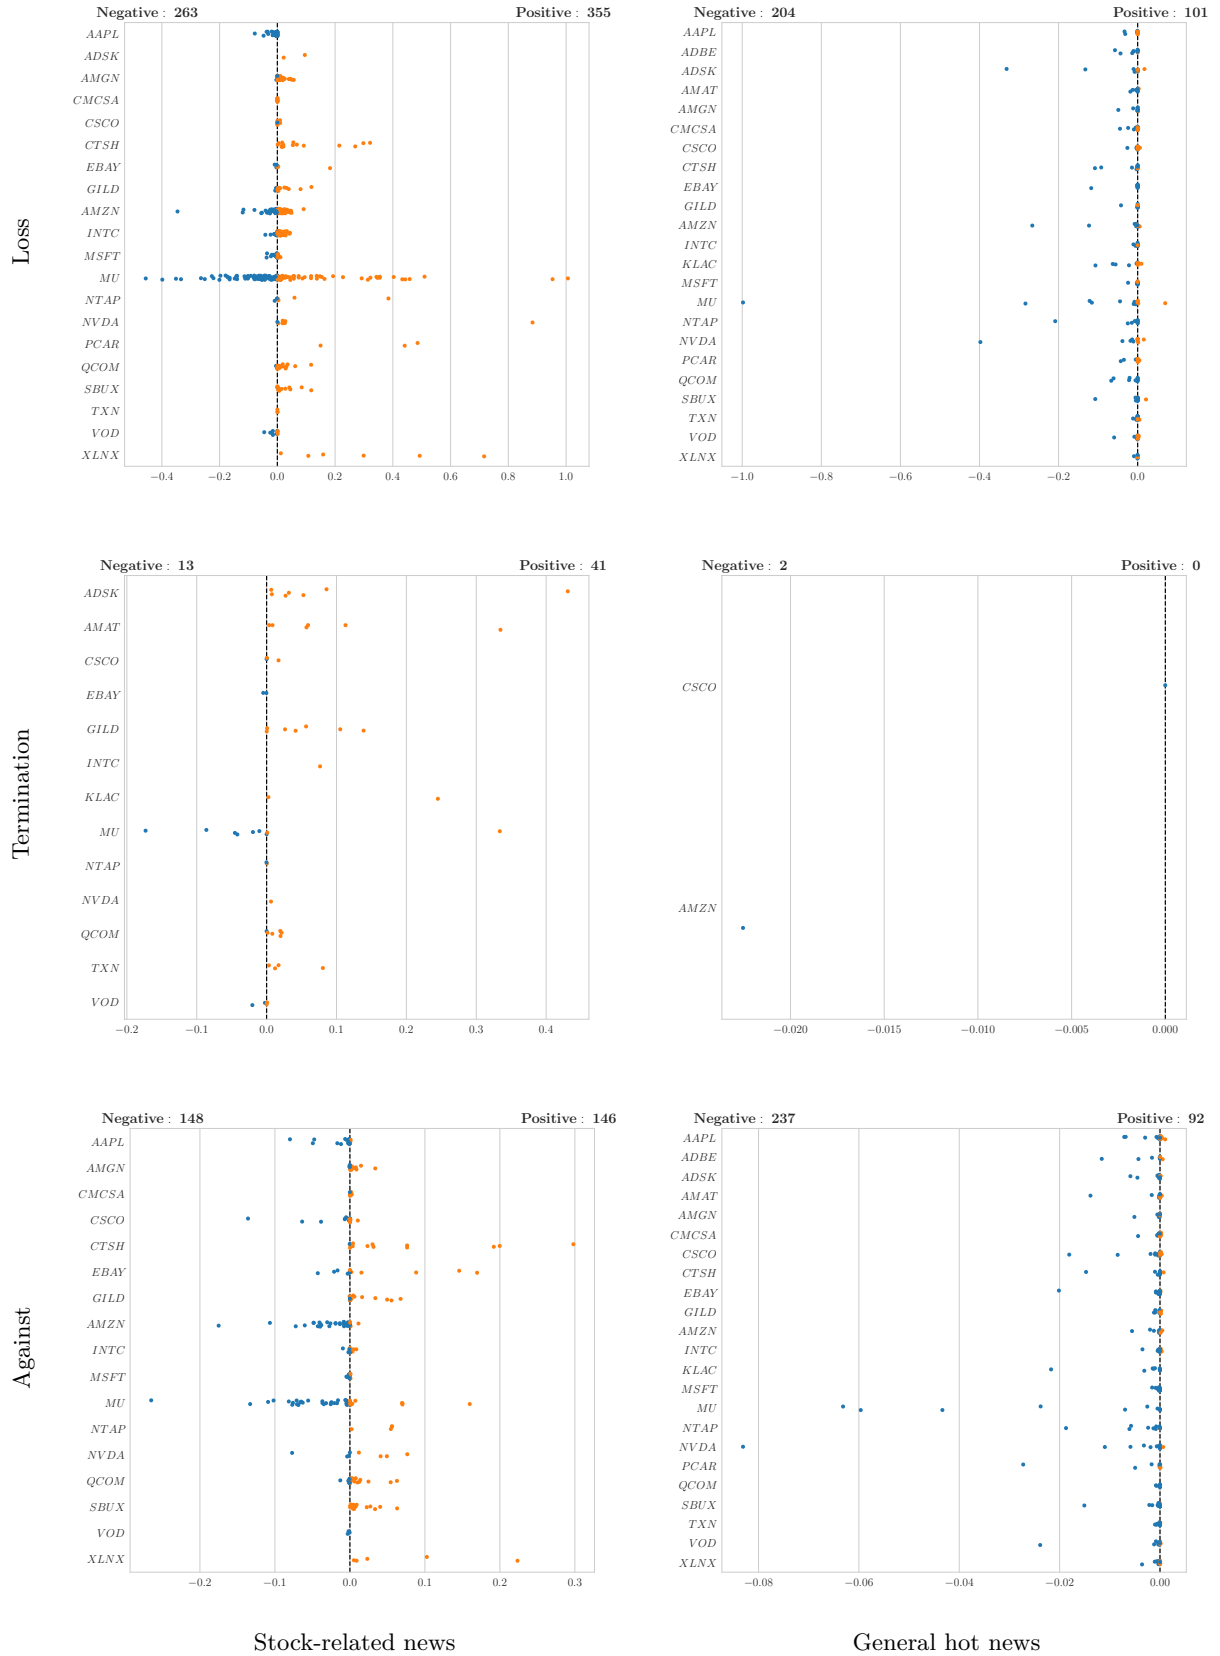 Negative : 263
Positive : 355
Loss
AAPL
ADSK
AMGN
CMCSA
CSCO
CTSH
EBAY
GILD
AMZN
INTC
MSFT
MU
NTAP
NVDA
PCAR
QCOM
SBUX
TXN
VOD
XLNX
−0.4 −0.2 0.0 0.2 0.4 0.6 0.8 1.0
Negative : 204
Positive : 101
AAPL
ADBE
ADSK
AMAT
AMGN
CMCSA
CSCO
CTSH
EBAY
GILD
AMZN
INTC
KLAC
MSFT
MU
NTAP
NVDA
PCAR
QCOM
SBUX
TXN
VOD
XLNX
−1.0 −0.8 −0.6 −0.4 −0.2 0.0
Negative : 13
Positive : 41
Termination
ADSK
AMAT
CSCO
EBAY
GILD
INTC
KLAC
MU
NTAP
NVDA
QCOM
TXN
VOD
−0.2 −0.1 0.0 0.1 0.2 0.3 0.4
Negative : 2
Positive : 0
CSCO
AMZN
−0.020 −0.015 −0.010 −0.005 0.000
Negative : 148
Positive : 146
Against
AAPL
AMGN
CMCSA
CSCO
CTSH
EBAY
GILD
AMZN
INTC
MSFT
MU
NTAP
NVDA
QCOM
SBUX
VOD
XLNX
−0.2 −0.1 0.0 0.1 0.2 0.3
Negative : 237
Positive : 92
AAPL
ADBE
ADSK
AMAT
AMGN
CMCSA
CSCO
CTSH
EBAY
GILD
AMZN
INTC
KLAC
MSFT
MU
NTAP
NVDA
PCAR
QCOM
SBUX
TXN
VOD
XLNX
−0.08 −0.06 −0.04 −0.02 0.00
Stock-related news
General hot news